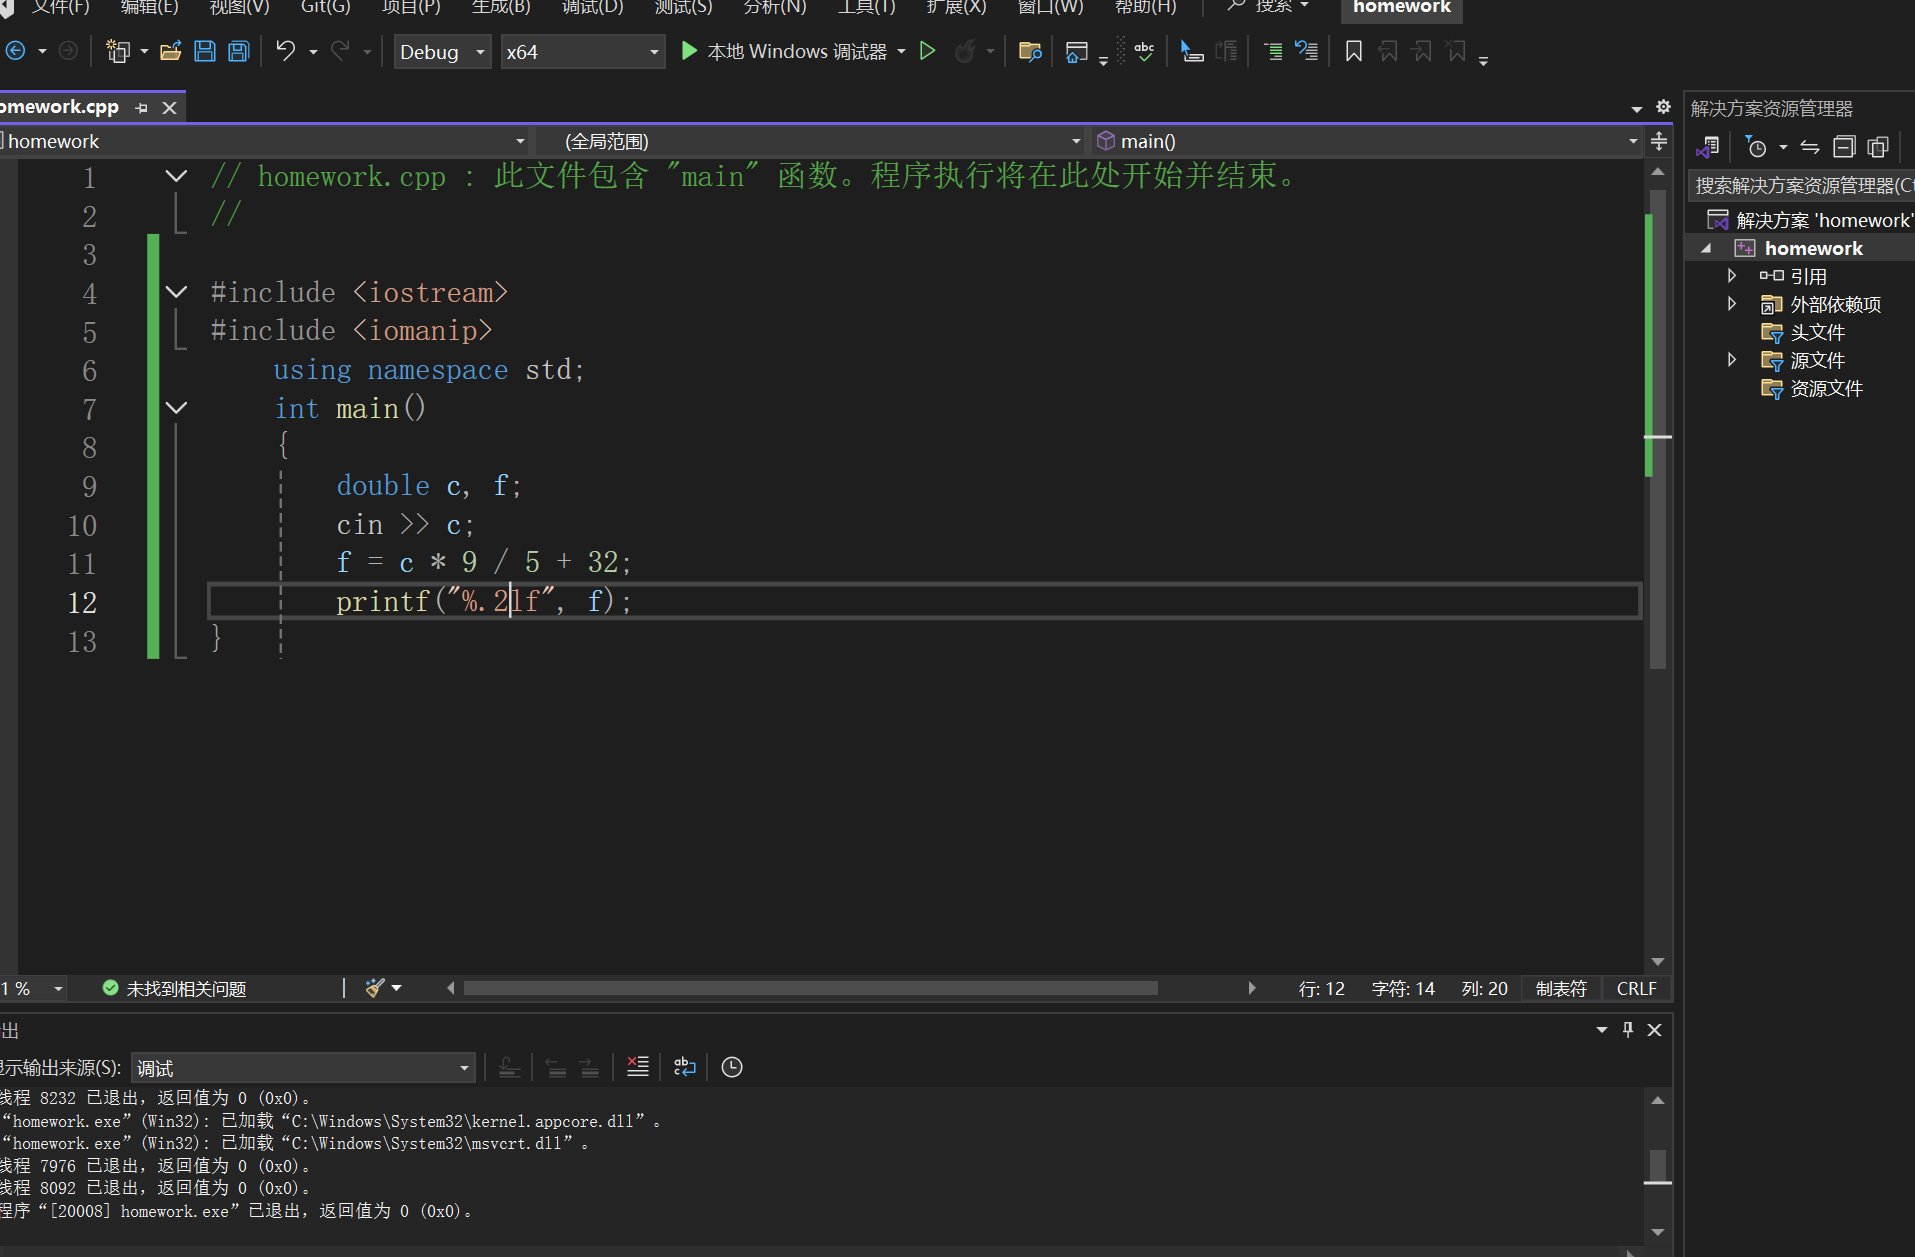 文件(F) 编辑(E) 视图(V) Git(G) 项目(P) 生成(B) 调试(D) 测试(S) 分析(N) 工具(T) 扩展(X) 窗口(W) 帮助(H) 搜索 homework
Debug x64 本地 Windows 调试器
omework.cpp
homework (全局范围) main()
1 // homework.cpp : 此文件包含 "main" 函数。程序执行将在此处开始并结束。
2 //
3
4 #include <iostream>
5 #include <iomanip>
6 using namespace std;
7 int main()
8 {
9 double c, f;
10 cin >> c;
11 f = c * 9 / 5 + 32;
12 printf("%.2lf", f);
13 }
1 % 未找到相关问题 行: 12 字符: 14 列: 20 制表符 CRLF
出
显示输出来源(S): 调试
线程 8232 已退出，返回值为 0 (0x0)。
“homework.exe”(Win32): 已加载“C:\Windows\System32\kernel.appcore.dll”。
“homework.exe”(Win32): 已加载“C:\Windows\System32\msvcrt.dll”。
线程 7976 已退出，返回值为 0 (0x0)。
线程 8092 已退出，返回值为 0 (0x0)。
程序“[20008] homework.exe”已退出，返回值为 0 (0x0)。
解决方案资源管理器
搜索解决方案资源管理器(C
解决方案 'homework'
homework
引用
外部依赖项
头文件
源文件
资源文件